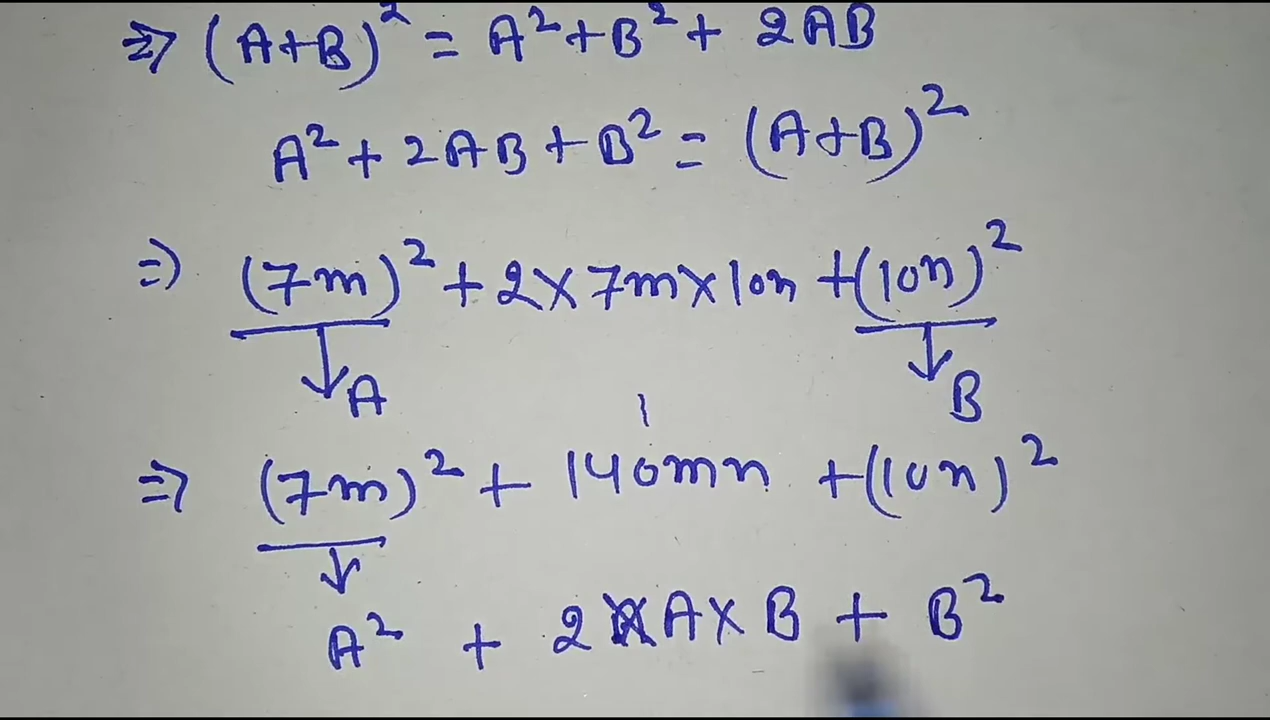 ⇒ (A+B)² = A²+B²+ 2AB
A² + 2AB + B² = (A+B)²
⇒ (7m)² + 2×7m×10n +(10n)²
A B
⇒ (7m)² + 140mn +(10n)²
A² + 2×A×B + B²